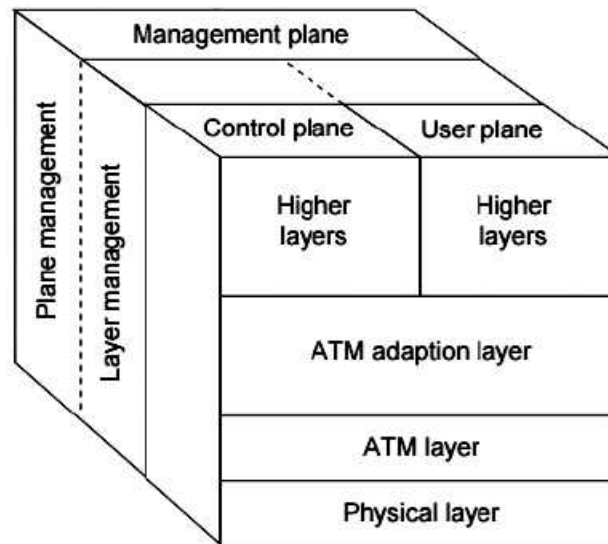 Management plane
Control plane
User plane
Plane management
Layer management
Higher
layers
Higher
layers
ATM adaption layer
ATM layer
Physical layer